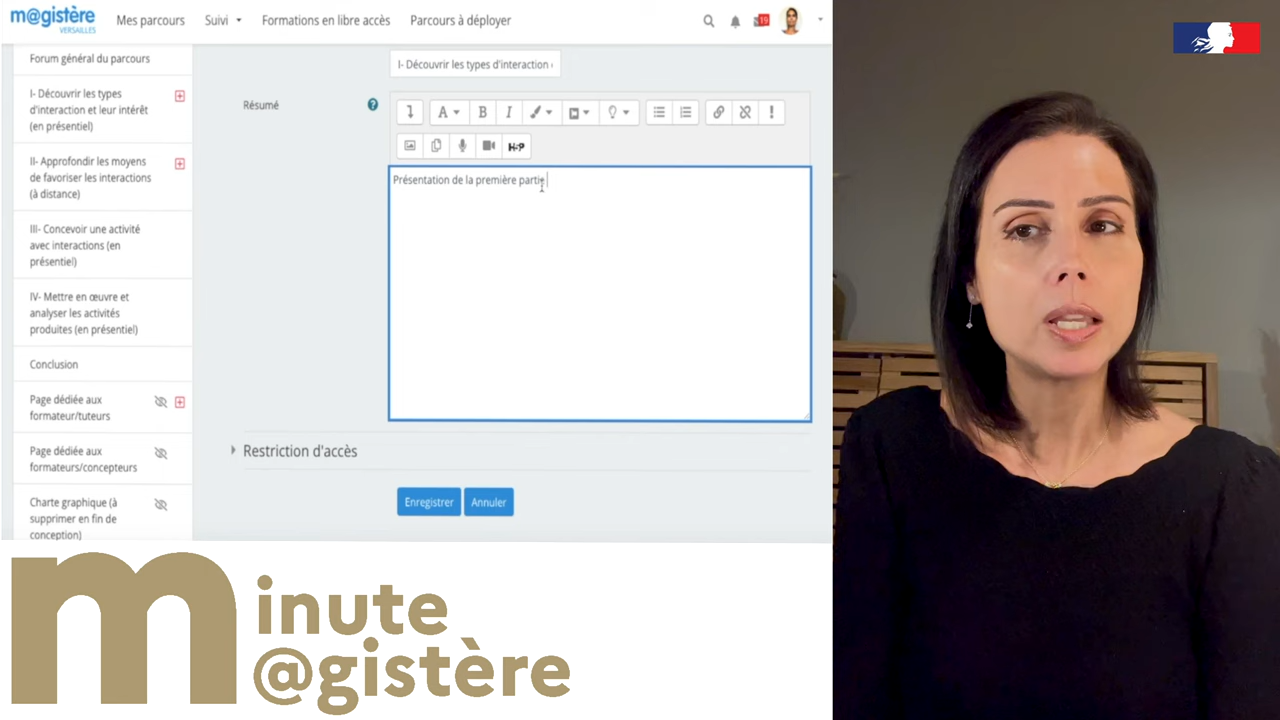 m@gistère
VERSAILLES
Mes parcours
Suivi
Formations en libre accès
Parcours à déployer
19
Forum général du parcours
I- Découvrir les types
d'interaction et leur intérêt
(en présentiel)
II- Approfondir les moyens
de favoriser les interactions
(à distance)
III- Concevoir une activité
avec interactions (en
présentiel)
IV- Mettre en œuvre et
analyser les activités
produites (en présentiel)
Conclusion
Page dédiée aux
formateur/tuteurs
Page dédiée aux
formateurs/concepteurs
Charte graphique (à
supprimer en fin de
conception)
I- Découvrir les types d'interaction
Résumé
?
A
B
I
!
H-P
Présentation de la première partie
Restriction d'accès
Enregistrer
Annuler
minute
@gistère